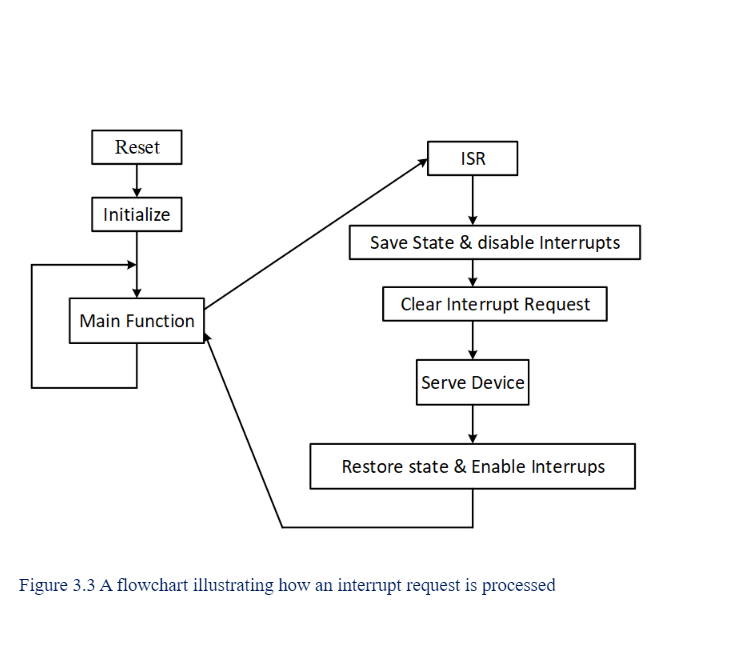 Reset
Initialize
Main Function
ISR
Save State & disable Interrupts
Clear Interrupt Request
Serve Device
Restore state & Enable Interrups
Figure 3.3 A flowchart illustrating how an interrupt request is processed